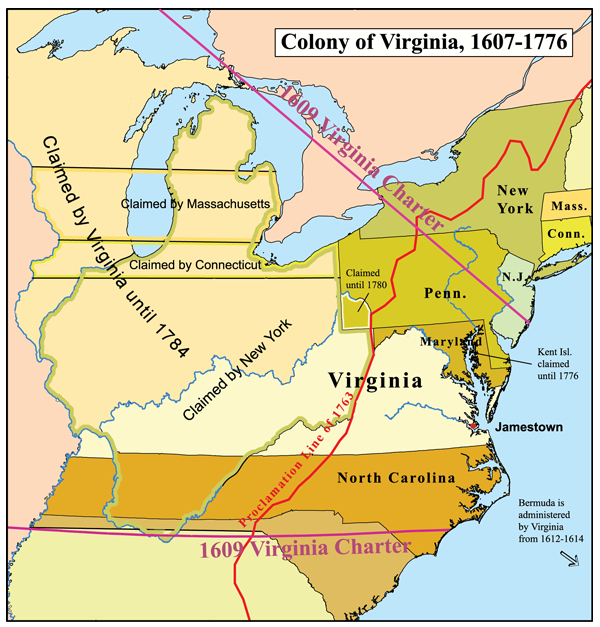 Colony of Virginia, 1607-1776
1609 Virginia Charter
Claimed by Virginia until 1784
Claimed by Massachusetts
New
York
Mass.
Conn.
Claimed by Connecticut
N.J.
Claimed
until 1780
Penn.
Claimed by New York
Maryland
Kent Isl.
claimed
until 1776
Virginia
Jamestown
Proclamation Line of 1763
North Carolina
Bermuda is
administered
by Virginia
from 1612-1614
1609 Virginia Charter